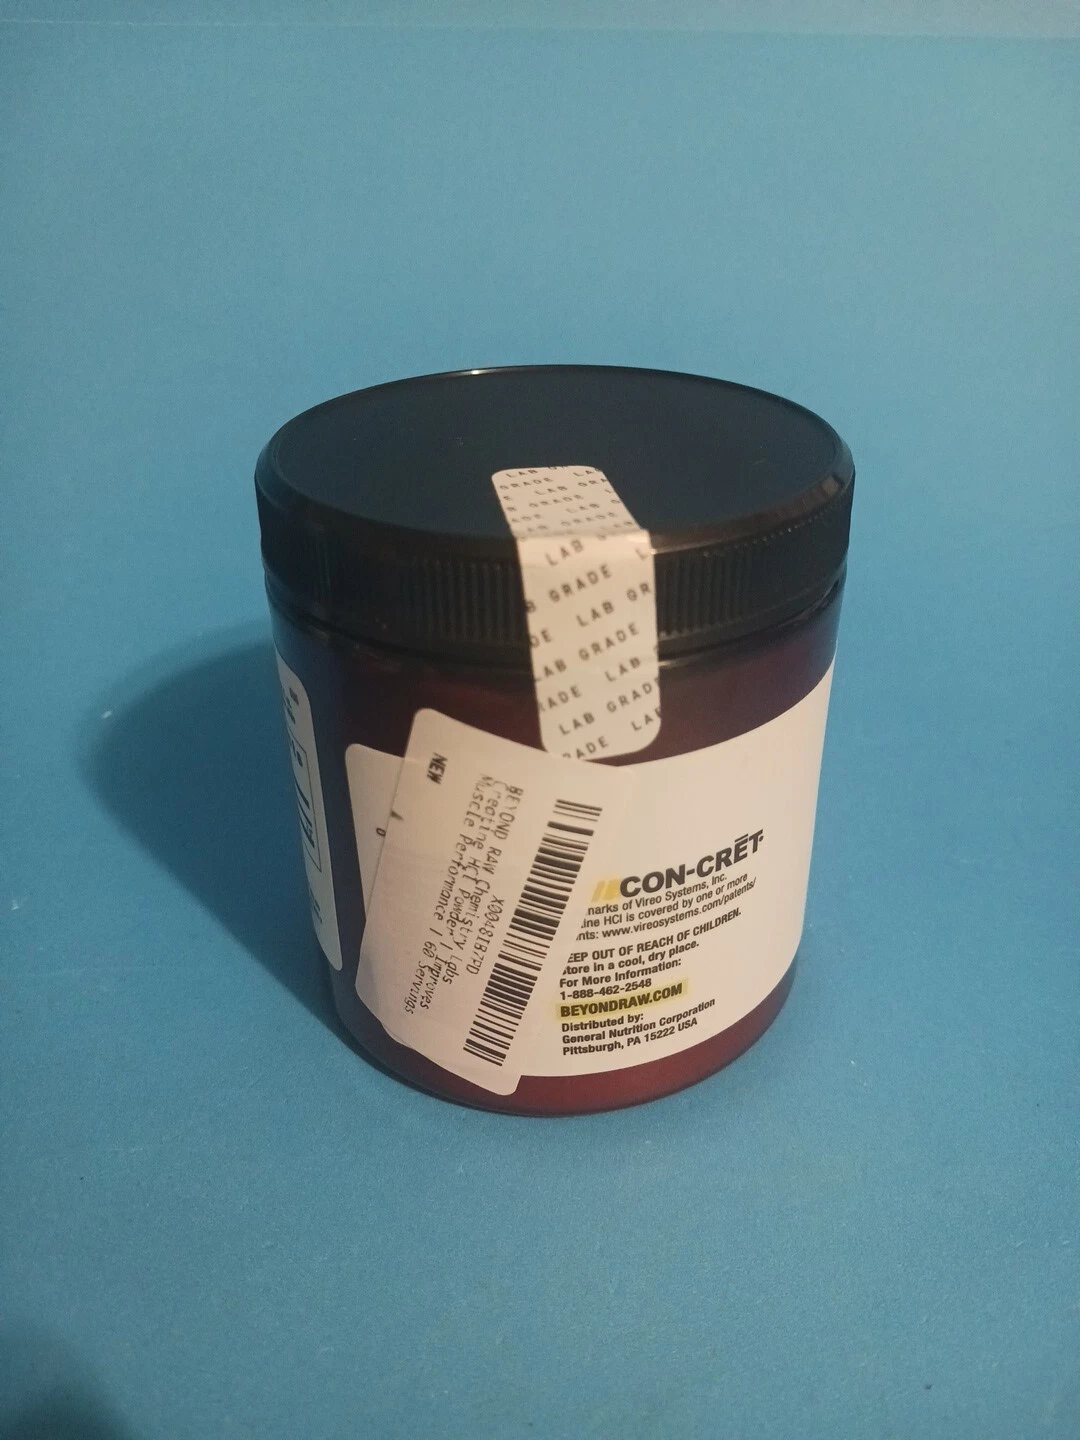 LAB GRADE
LAB GRADE
LAB GRADE
LAB GRADE
LAB GRADE
NEW
BEYOND RAW Chemistry Labs
Creatine HCl Powder | Improves
Muscle Performance | 60 Servings
CON-CRĒT
marks of Vireo Systems, Inc.
ine HCl is covered by one or more
nts: www.vireosystems.com/patents/
EEP OUT OF REACH OF CHILDREN.
tore in a cool, dry place.
For More Information:
1-888-462-2548
BEYONDRAW.COM
Distributed by:
General Nutrition Corporation
Pittsburgh, PA 15222 USA